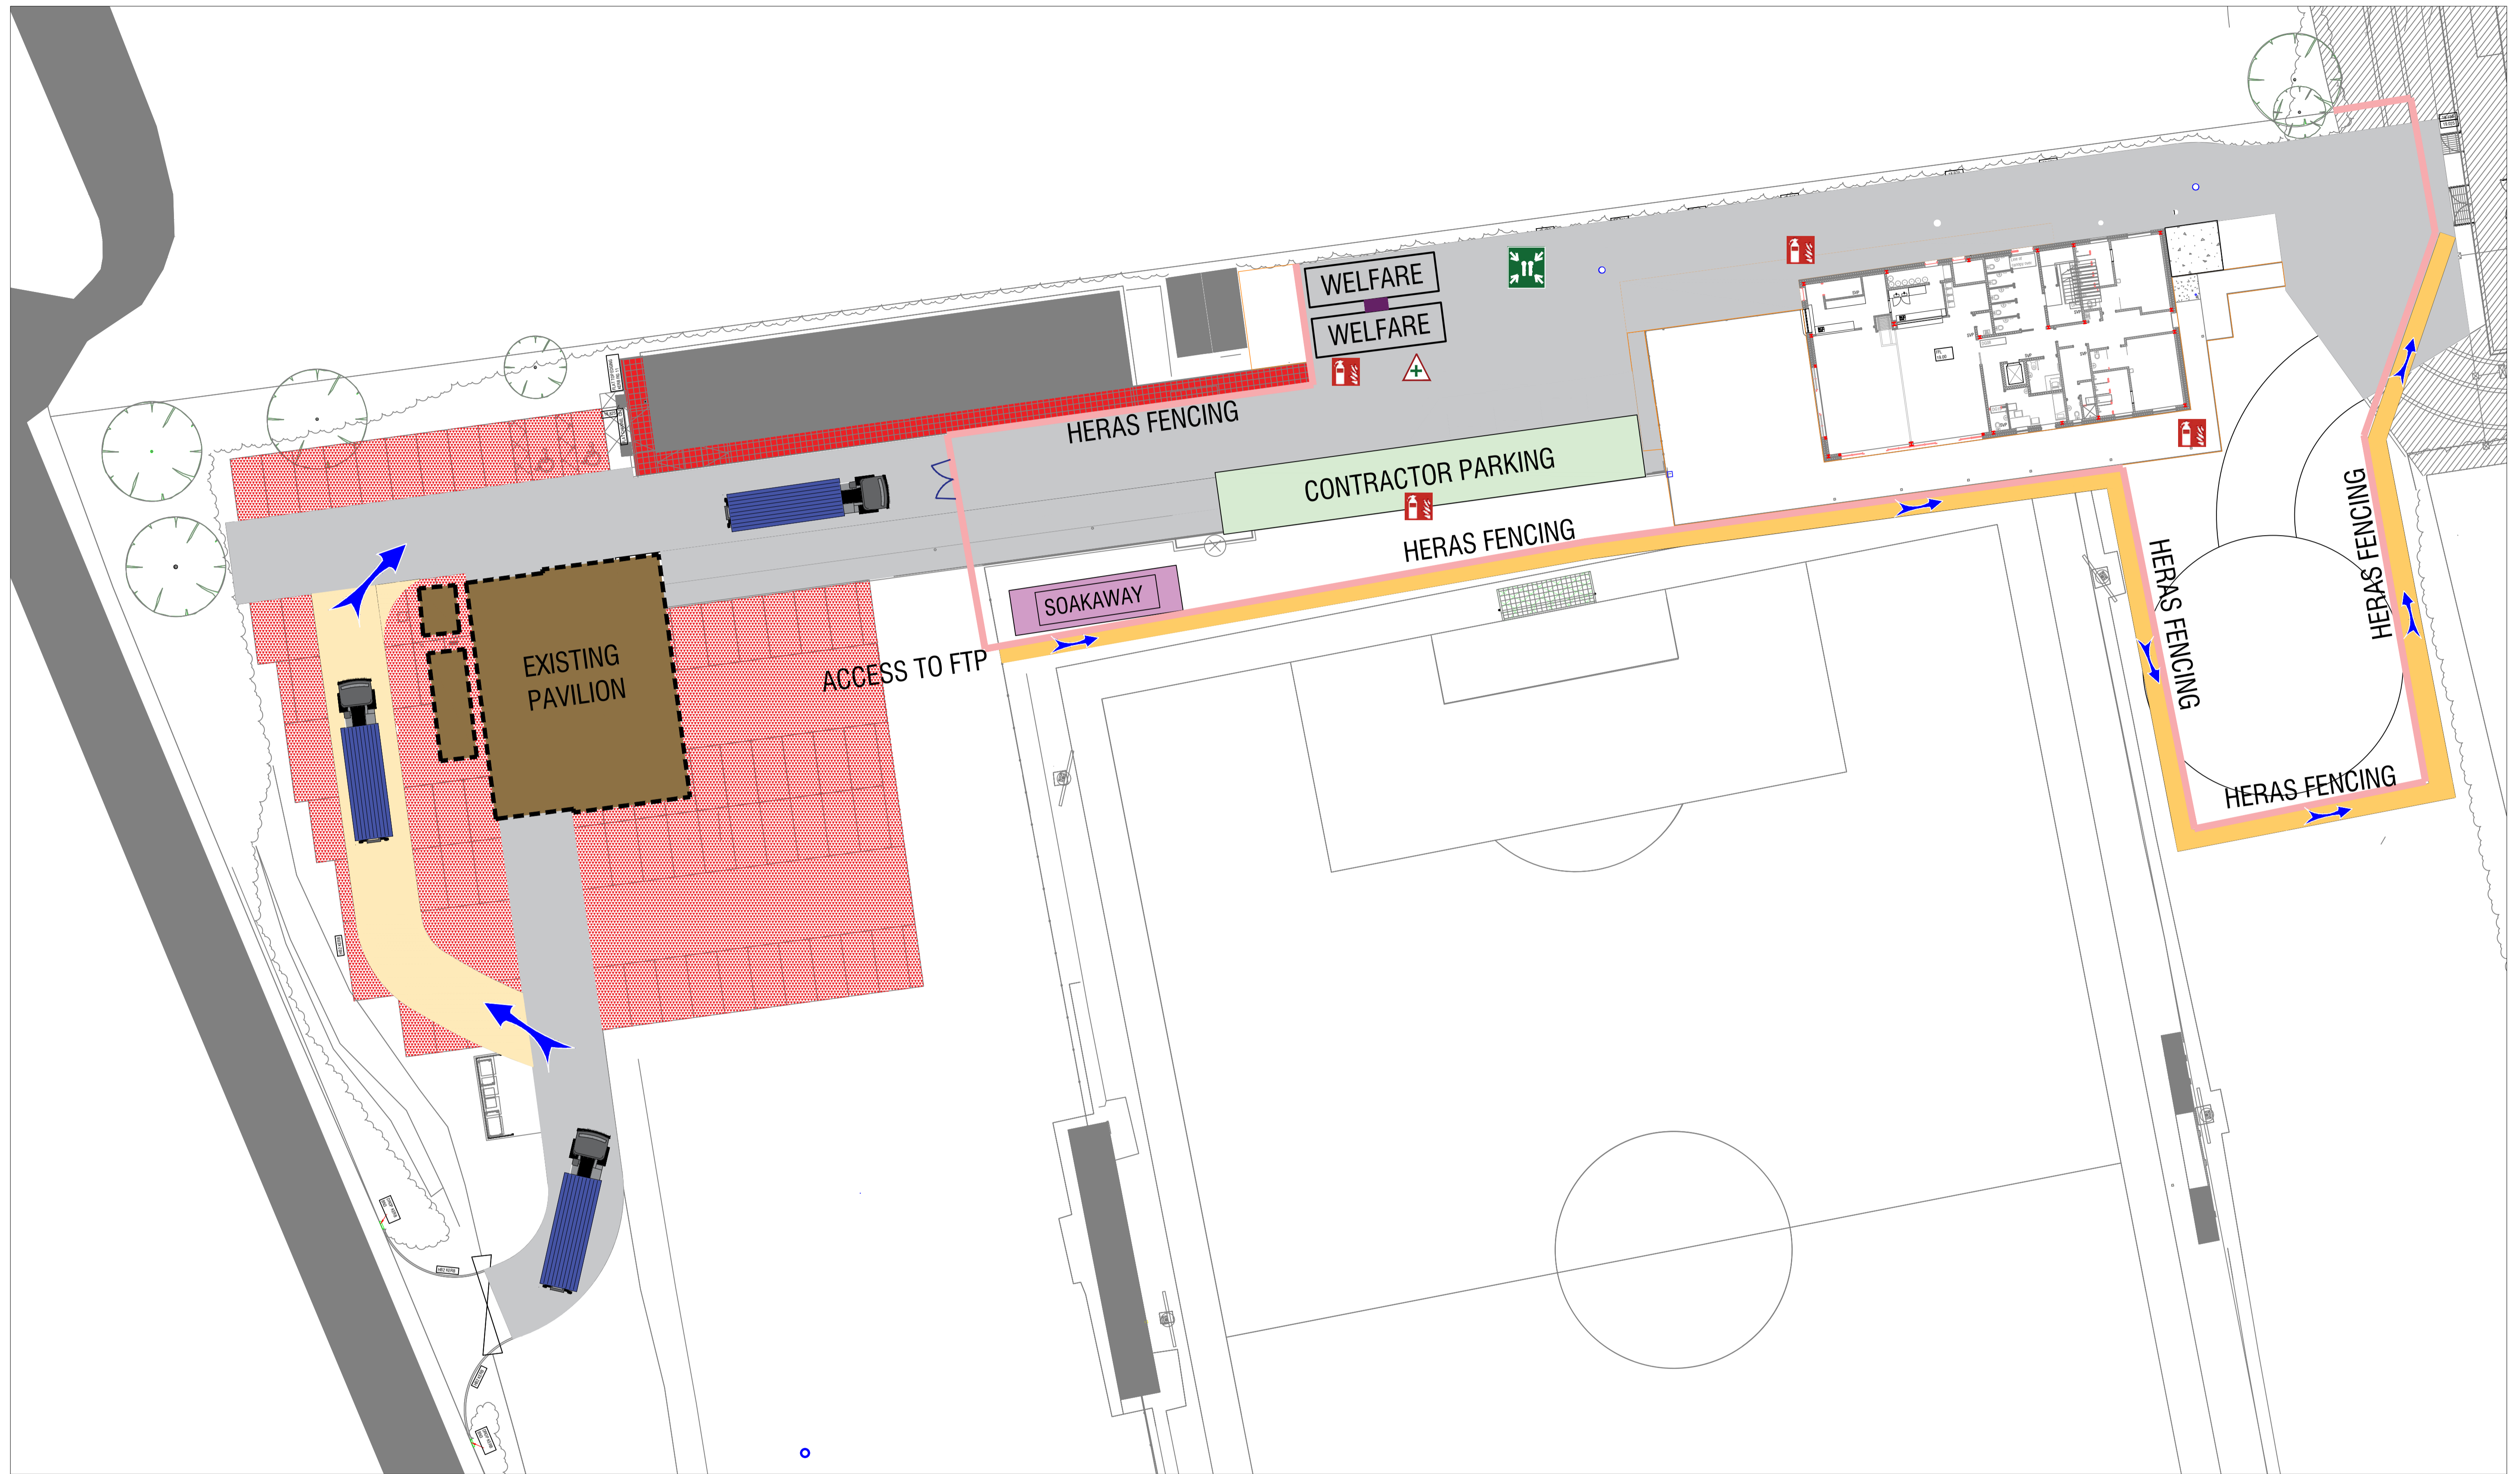 WELFARE
WELFARE
HERAS FENCING
CONTRACTOR PARKING
HERAS FENCING
SOAKAWAY
ACCESS TO FTP
EXISTING
PAVILION
HERAS FENCING
HERAS FENCING
HERAS FENCING